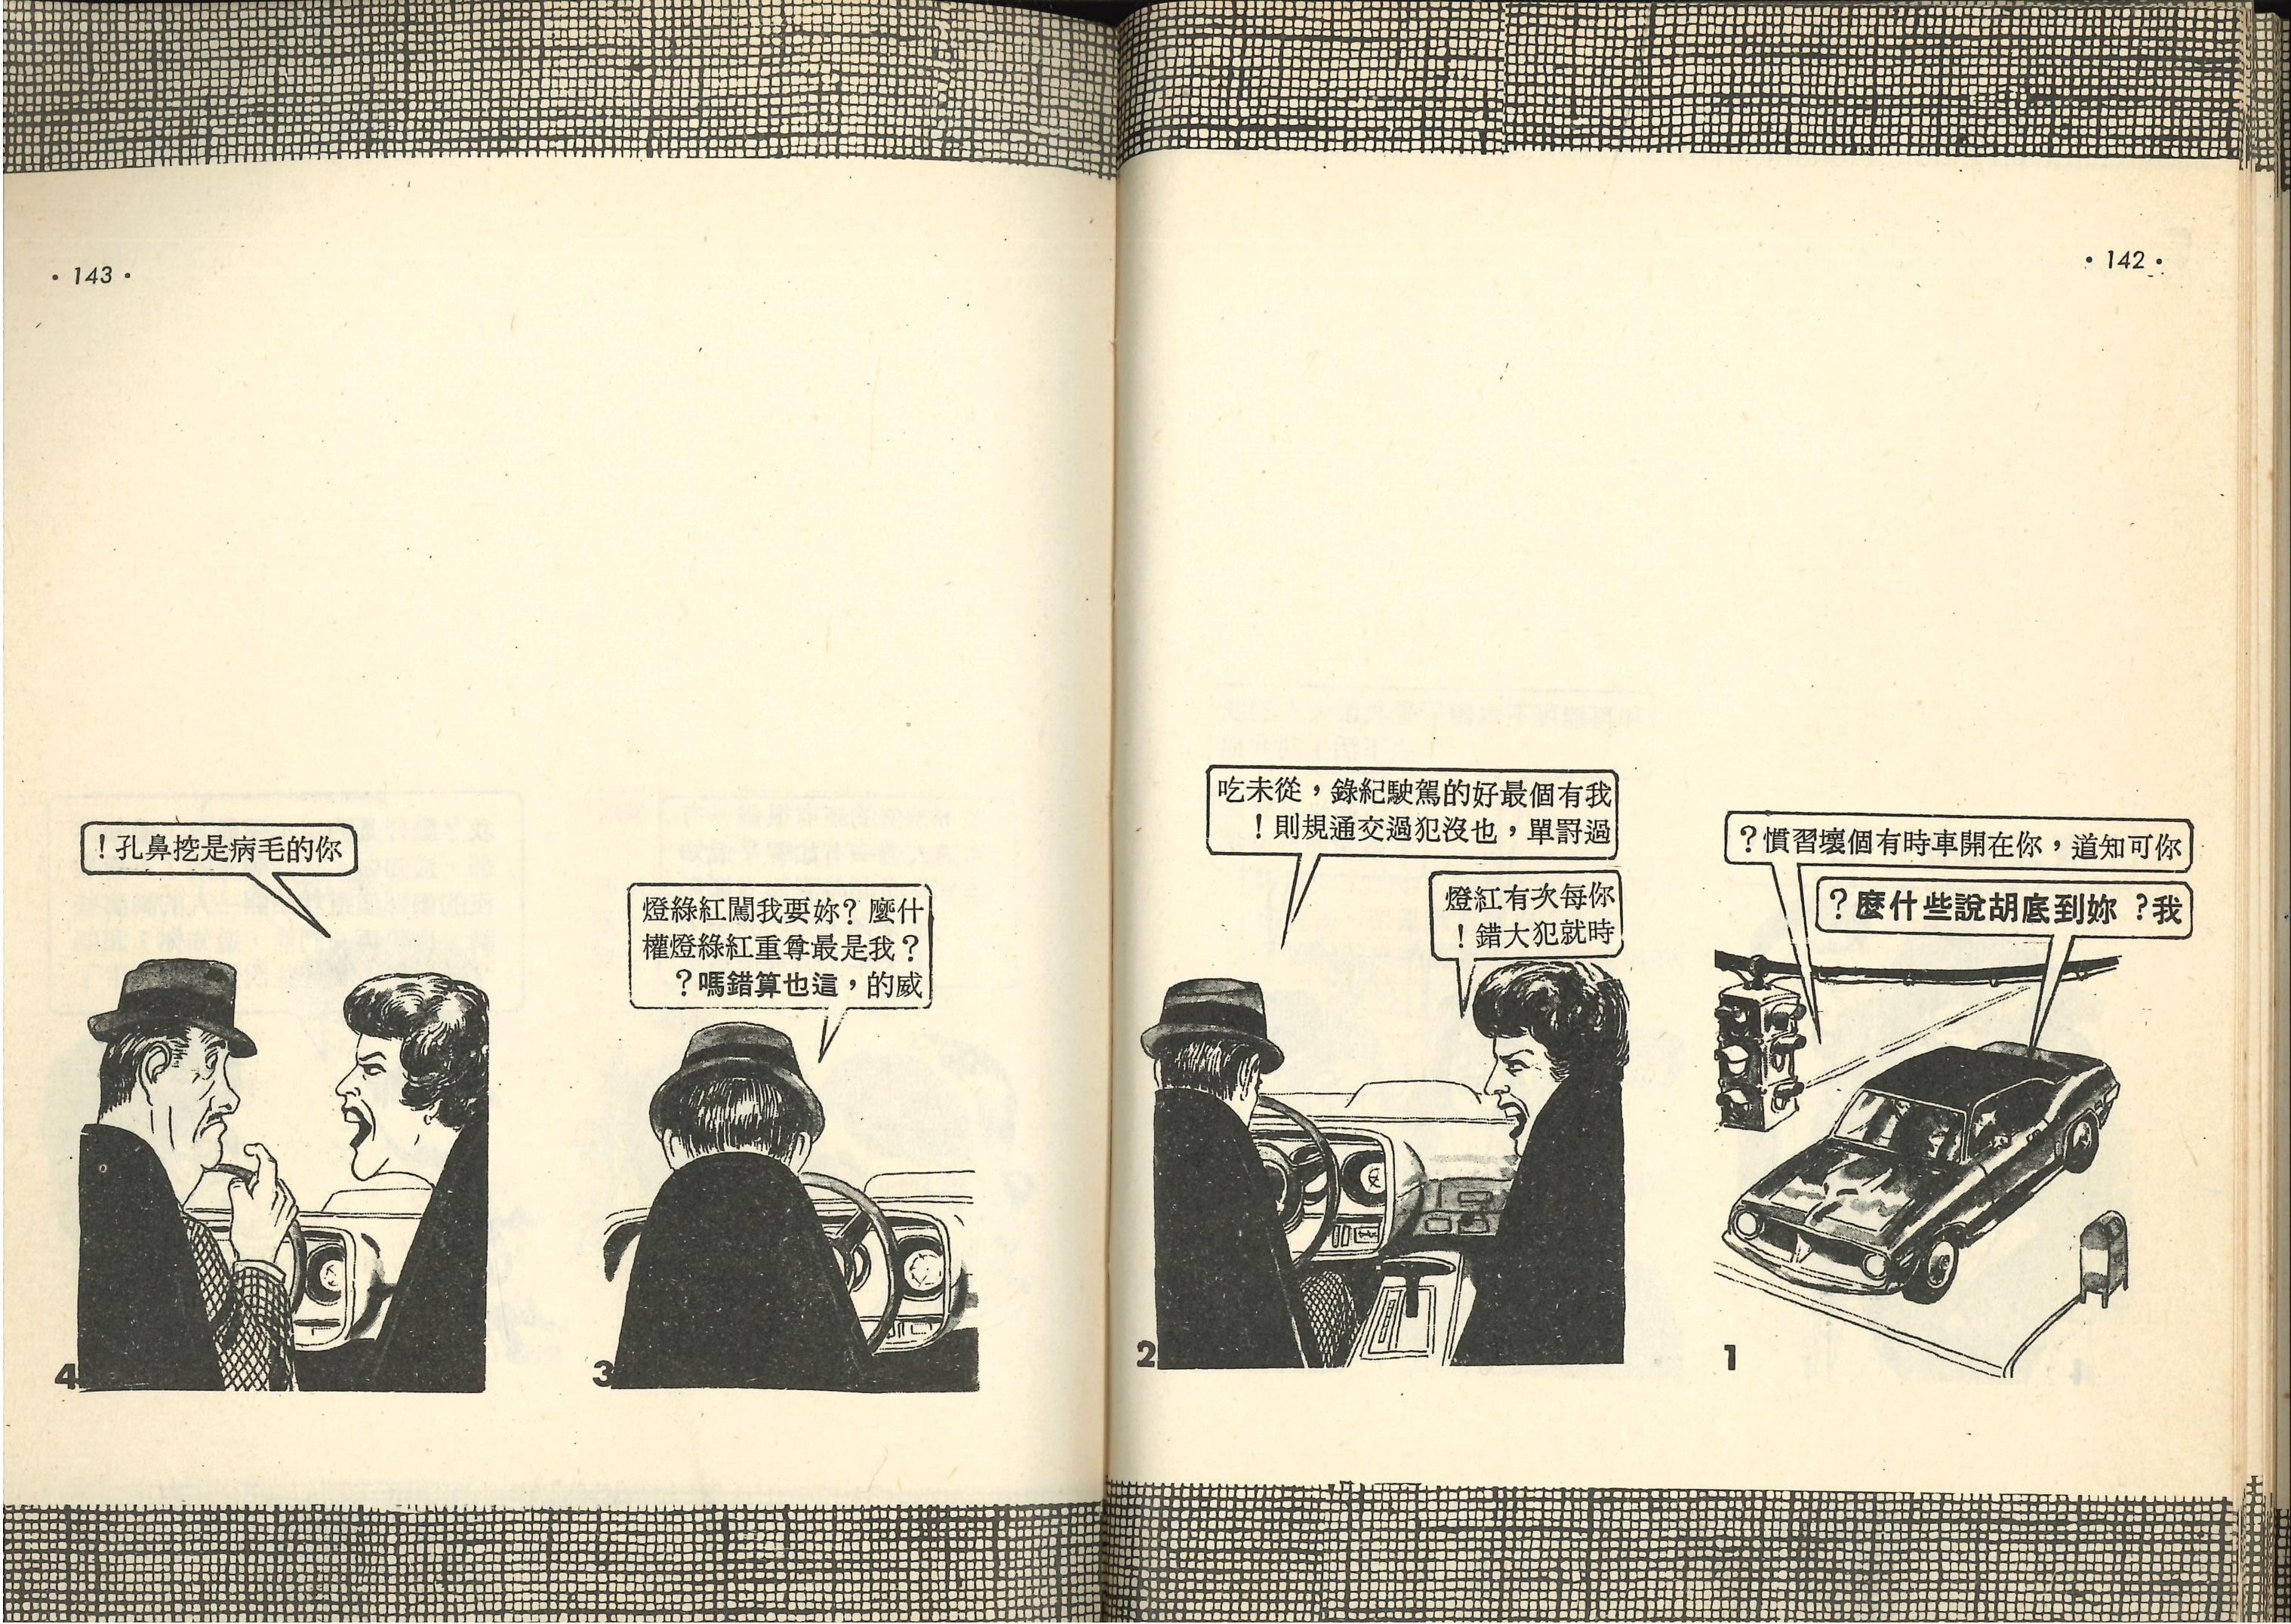 • 142 •
你可知道，你在開車時有個壞習慣？
我？妳到底胡說些什麼？
1
我有個最好的駕駛紀錄，從未吃
過罸單，也沒犯過交通規則！
你每次有紅燈
時就犯大錯！
2
• 143 •
什麼？妳要我闖紅綠燈
？我是最尊重紅綠燈權
威的，這也算錯嗎？
3
你的毛病是挖鼻孔！
4